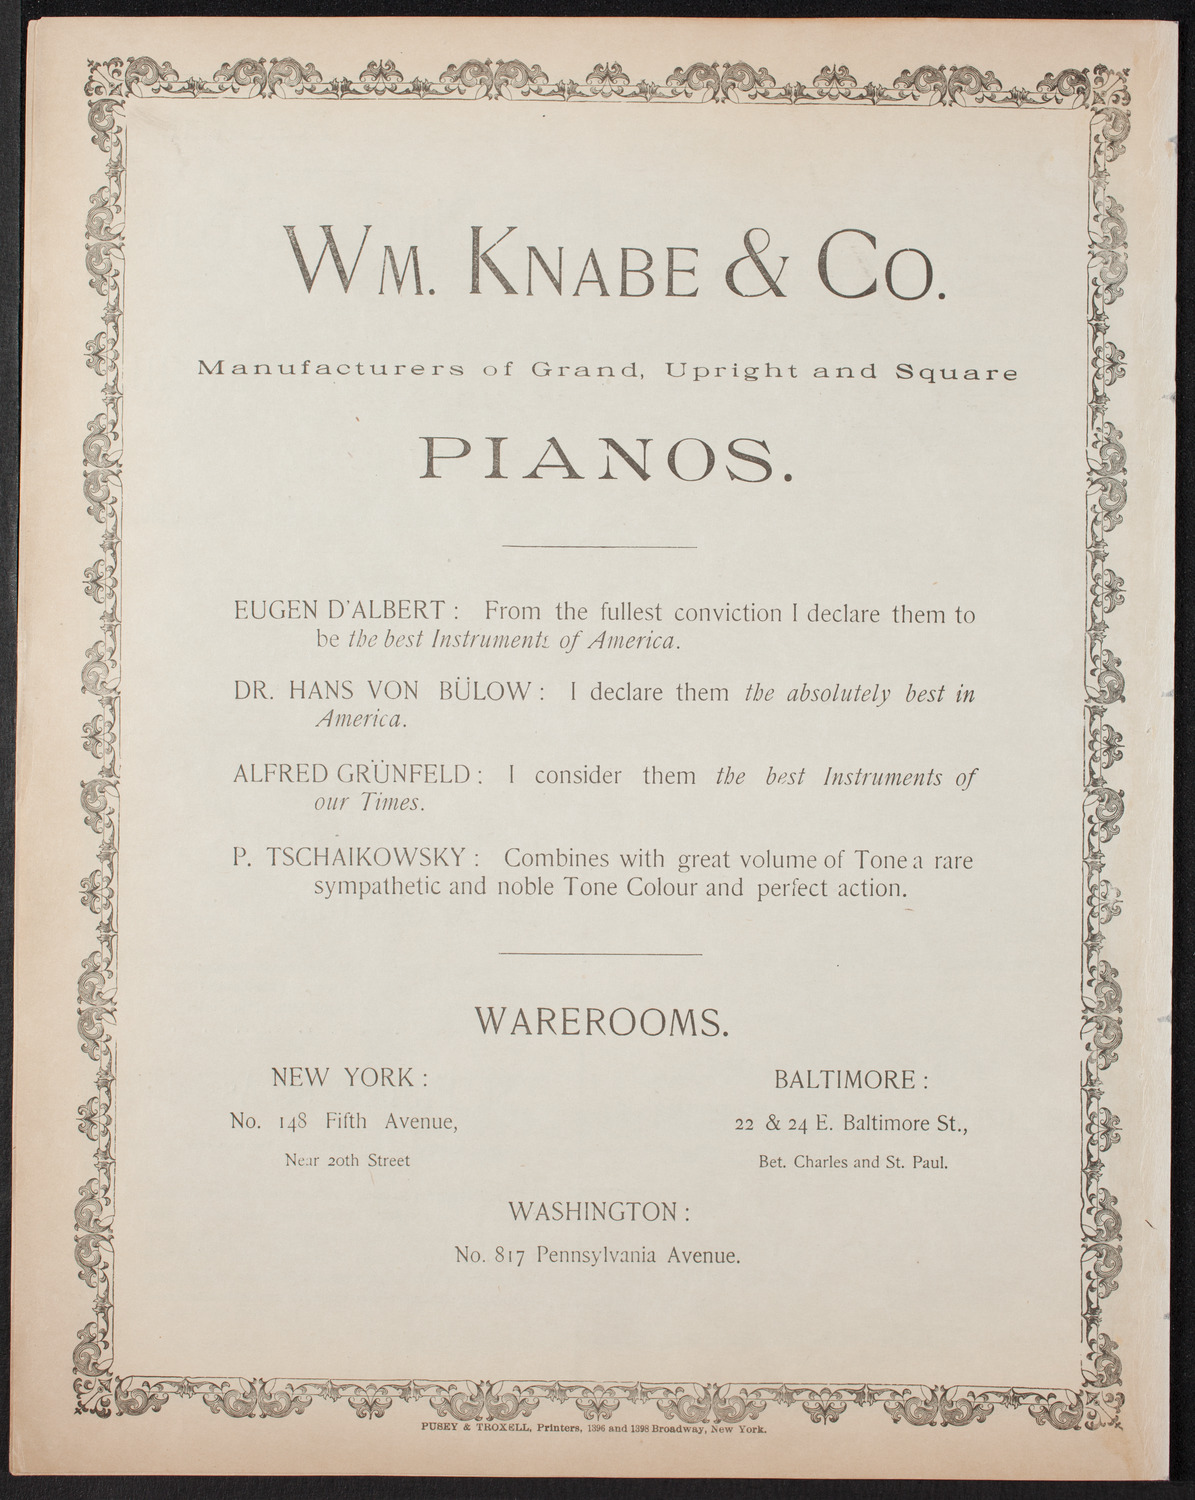 WM. KNABE & CO.
Manufacturers of Grand, Upright and Square
PIANOS.
EUGEN D'ALBERT : From the fullest conviction I declare them to
be the best Instruments of America.
DR. HANS VON BÜLOW : I declare them the absolutely best in
America.
ALFRED GRÜNFELD : I consider them the best Instruments of
our Times.
P. TSCHAIKOWSKY : Combines with great volume of Tone a rare
sympathetic and noble Tone Colour and perfect action.
WAREROOMS.
NEW YORK :
No. 148 Fifth Avenue,
Near 20th Street
BALTIMORE :
22 & 24 E. Baltimore St.,
Bet. Charles and St. Paul.
WASHINGTON :
No. 817 Pennsylvania Avenue.
PUSEY & TROXELL, Printers, 1396 and 1398 Broadway, New York.